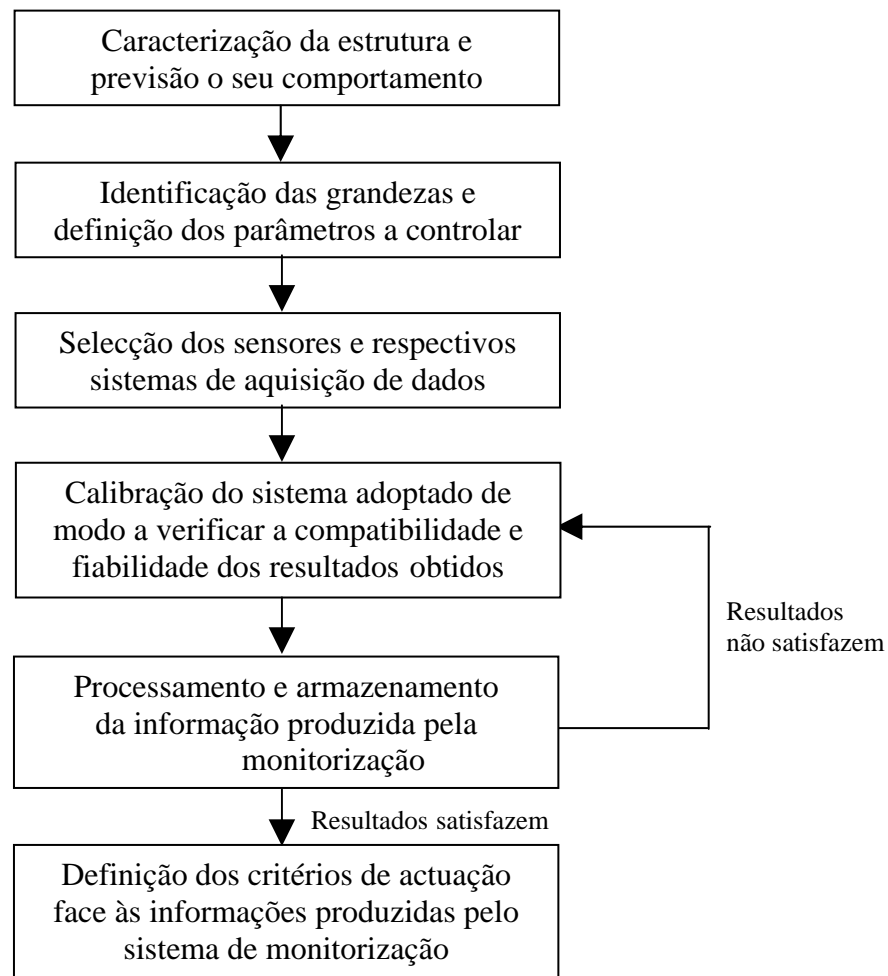 Caracterização da estrutura e
previsão o seu comportamento
Identificação das grandezas e
definição dos parâmetros a controlar
Selecção dos sensores e respectivos
sistemas de aquisição de dados
Calibração do sistema adoptado de
modo a verificar a compatibilidade e
fiabilidade dos resultados obtidos
Resultados
não satisfazem
Processamento e armazenamento
da informação produzida pela
monitorização
Resultados satisfazem
Definição dos critérios de actuação
face às informações produzidas pelo
sistema de monitorização